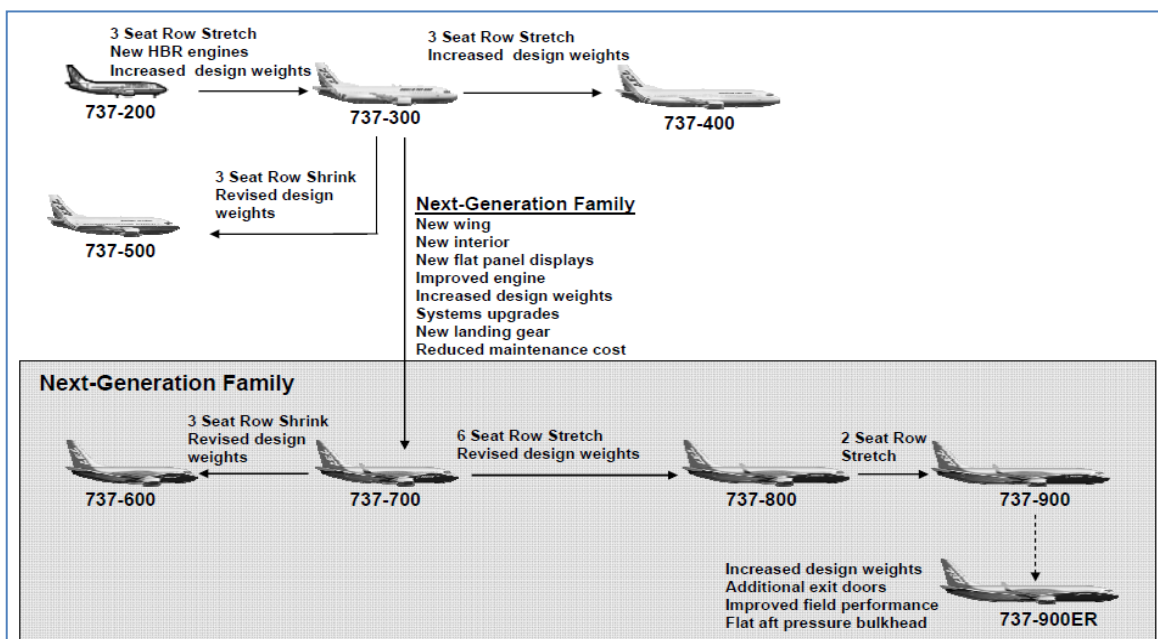 3 Seat Row Stretch
New HBR engines
Increased design weights
3 Seat Row Stretch
Increased design weights
737-200
737-300
737-400
3 Seat Row Shrink
Revised design
weights
737-500
Next-Generation Family
New wing
New interior
New flat panel displays
Improved engine
Increased design weights
Systems upgrades
New landing gear
Reduced maintenance cost
Next-Generation Family
3 Seat Row Shrink
Revised design
weights
6 Seat Row Stretch
Revised design weights
2 Seat Row
Stretch
737-600
737-700
737-800
737-900
Increased design weights
Additional exit doors
Improved field performance
Flat aft pressure bulkhead
737-900ER